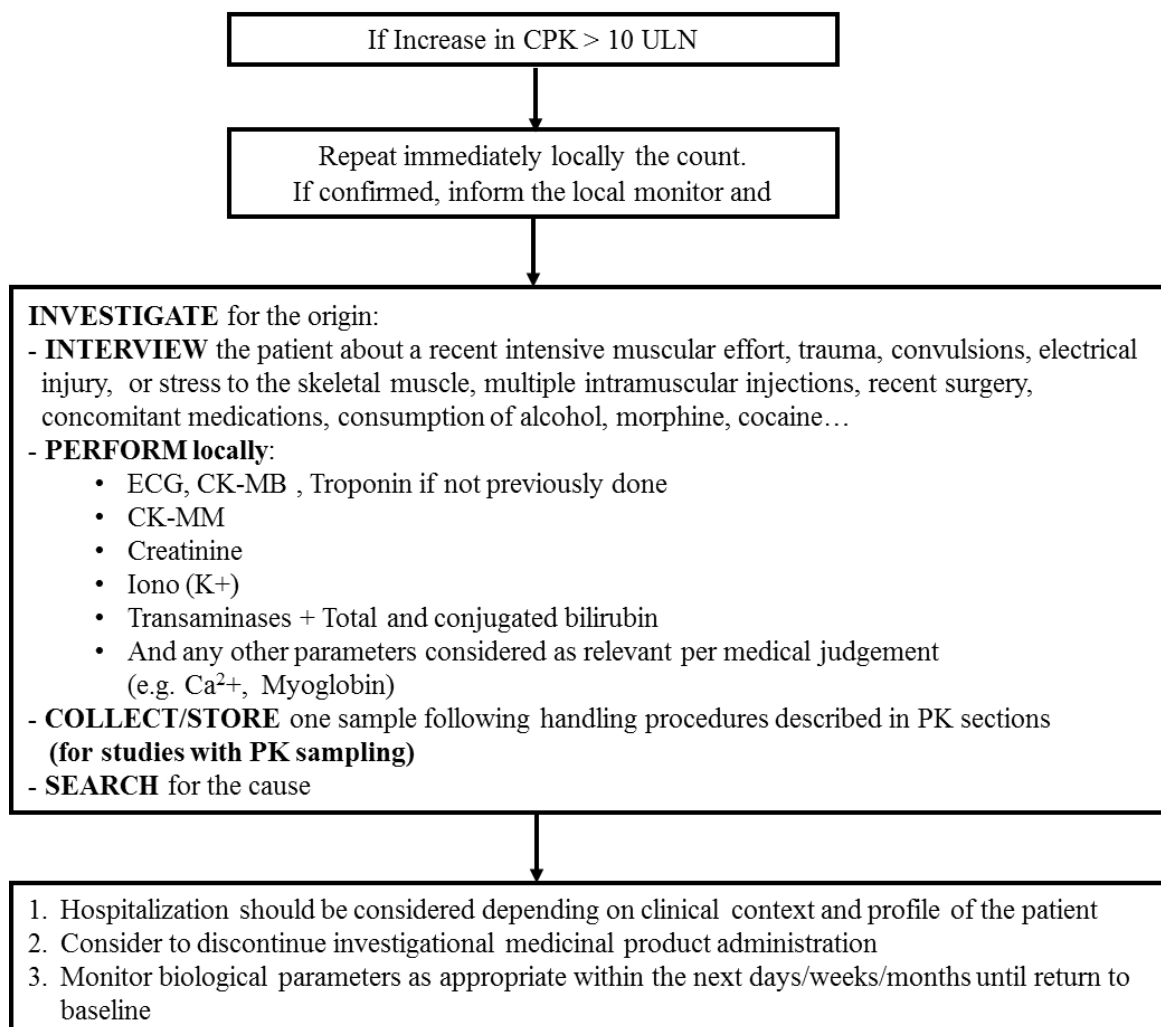 If Increase in CPK > 10 ULN
Repeat immediately locally the count.
If confirmed, inform the local monitor and
INVESTIGATE for the origin:
- INTERVIEW the patient about a recent intensive muscular effort, trauma, convulsions, electrical
injury, or stress to the skeletal muscle, multiple intramuscular injections, recent surgery,
concomitant medications, consumption of alcohol, morphine, cocaine…
- PERFORM locally:
• ECG, CK-MB , Troponin if not previously done
• CK-MM
• Creatinine
• Iono (K+)
• Transaminases + Total and conjugated bilirubin
• And any other parameters considered as relevant per medical judgement
(e.g. Ca²+, Myoglobin)
- COLLECT/STORE one sample following handling procedures described in PK sections
(for studies with PK sampling)
- SEARCH for the cause
1. Hospitalization should be considered depending on clinical context and profile of the patient
2. Consider to discontinue investigational medicinal product administration
3. Monitor biological parameters as appropriate within the next days/weeks/months until return to
baseline